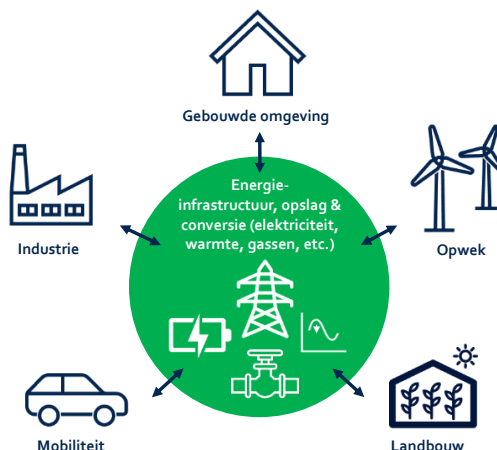 Gebouwde omgeving
Energie-
infrastructuur, opslag &
conversie (elektriciteit,
warmte, gassen, etc.)
Industrie
Opwek
Mobiliteit
Landbouw